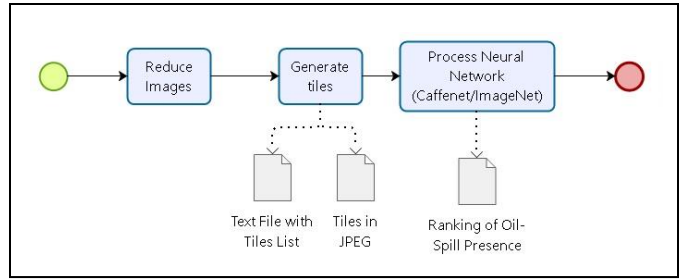 Reduce
Images
Generate
tiles
Process Neural
Network
(Caffenet/ImageNet)
Text File with
Tiles List
Tiles in
JPEG
Ranking of Oil-
Spill Presence